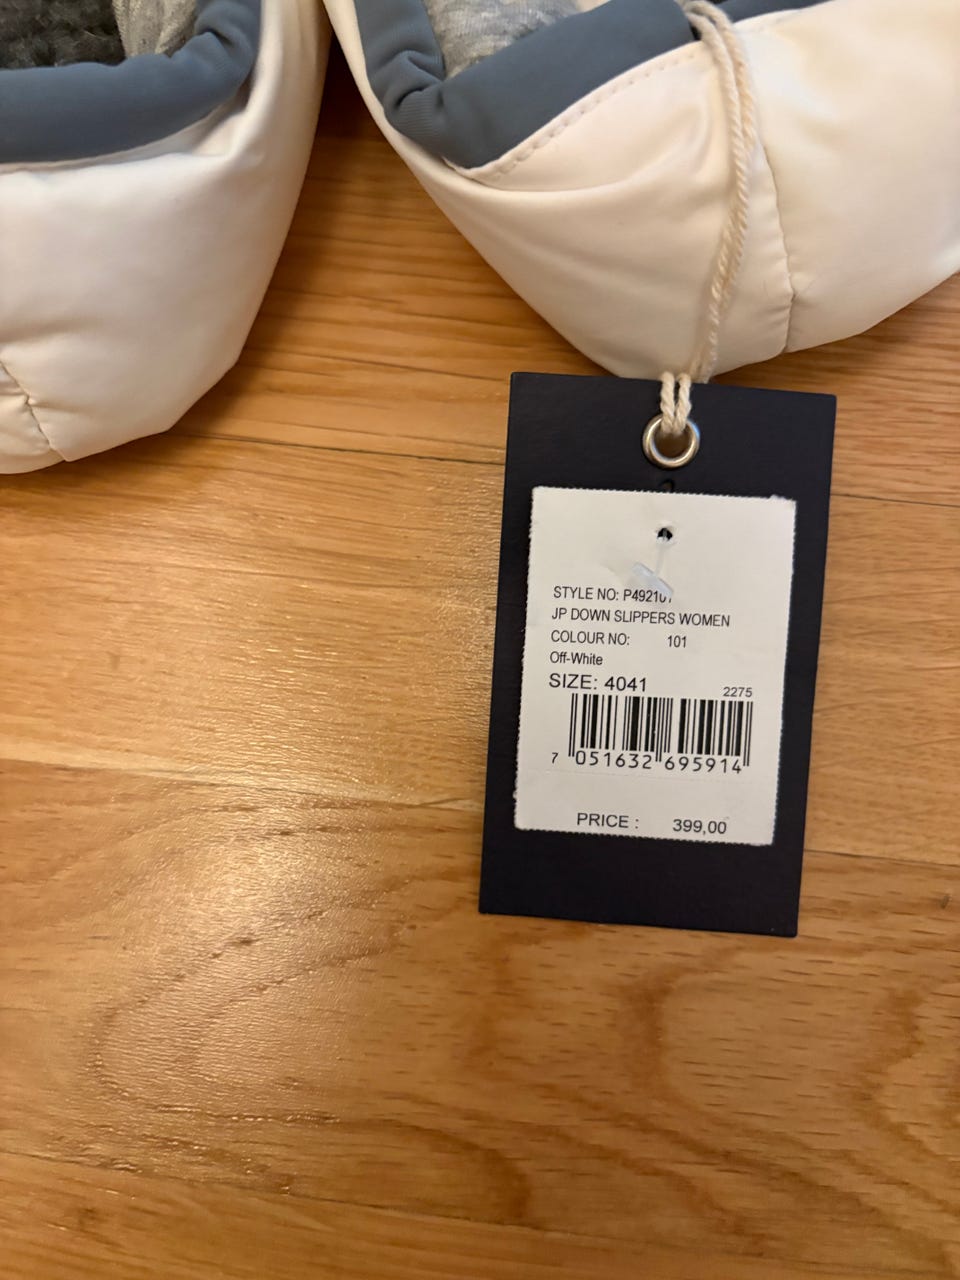 STYLE NO: P492101
JP DOWN SLIPPERS WOMEN
COLOUR NO: 101
Off-White
SIZE: 4041
2275
7 051632 695914
PRICE : 399,00